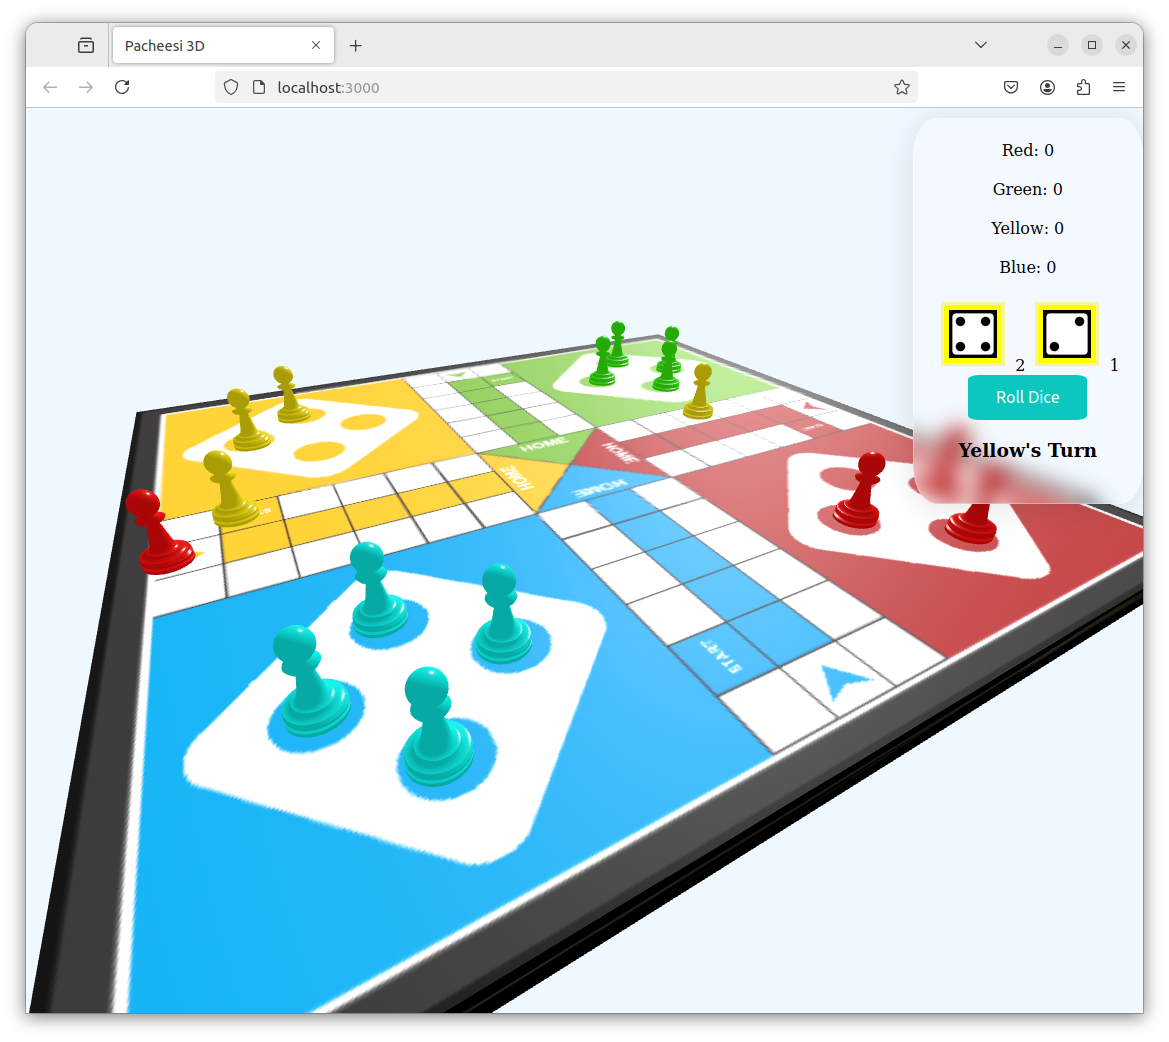 Pacheesi 3D
localhost:3000
Red: 0
Green: 0
Yellow: 0
Blue: 0
2 1
Roll Dice
Yellow's Turn
HOME
HOME
HOME
HOME
START